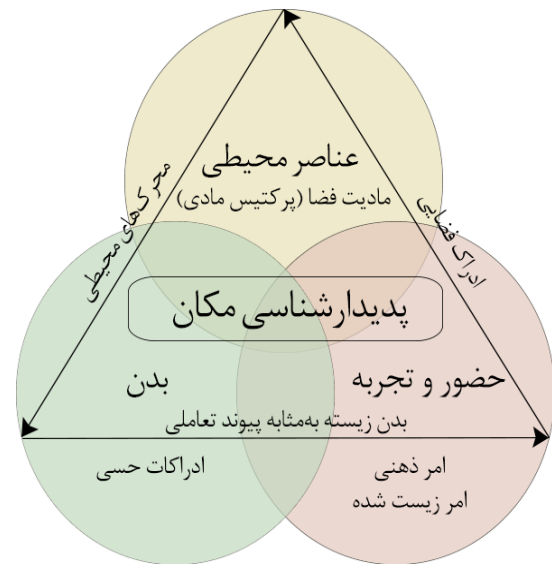 عناصر محیطی
مادیت فضا (پرکتیس مادی)
محرک‌های محیطی
ادراک فضایی
پدیدارشناسی مکان
حضور و تجربه
بدن
بدن زیسته به‌مثابه پیوند تعاملی
امر ذهنی
امر زیست شده
ادراکات حسی